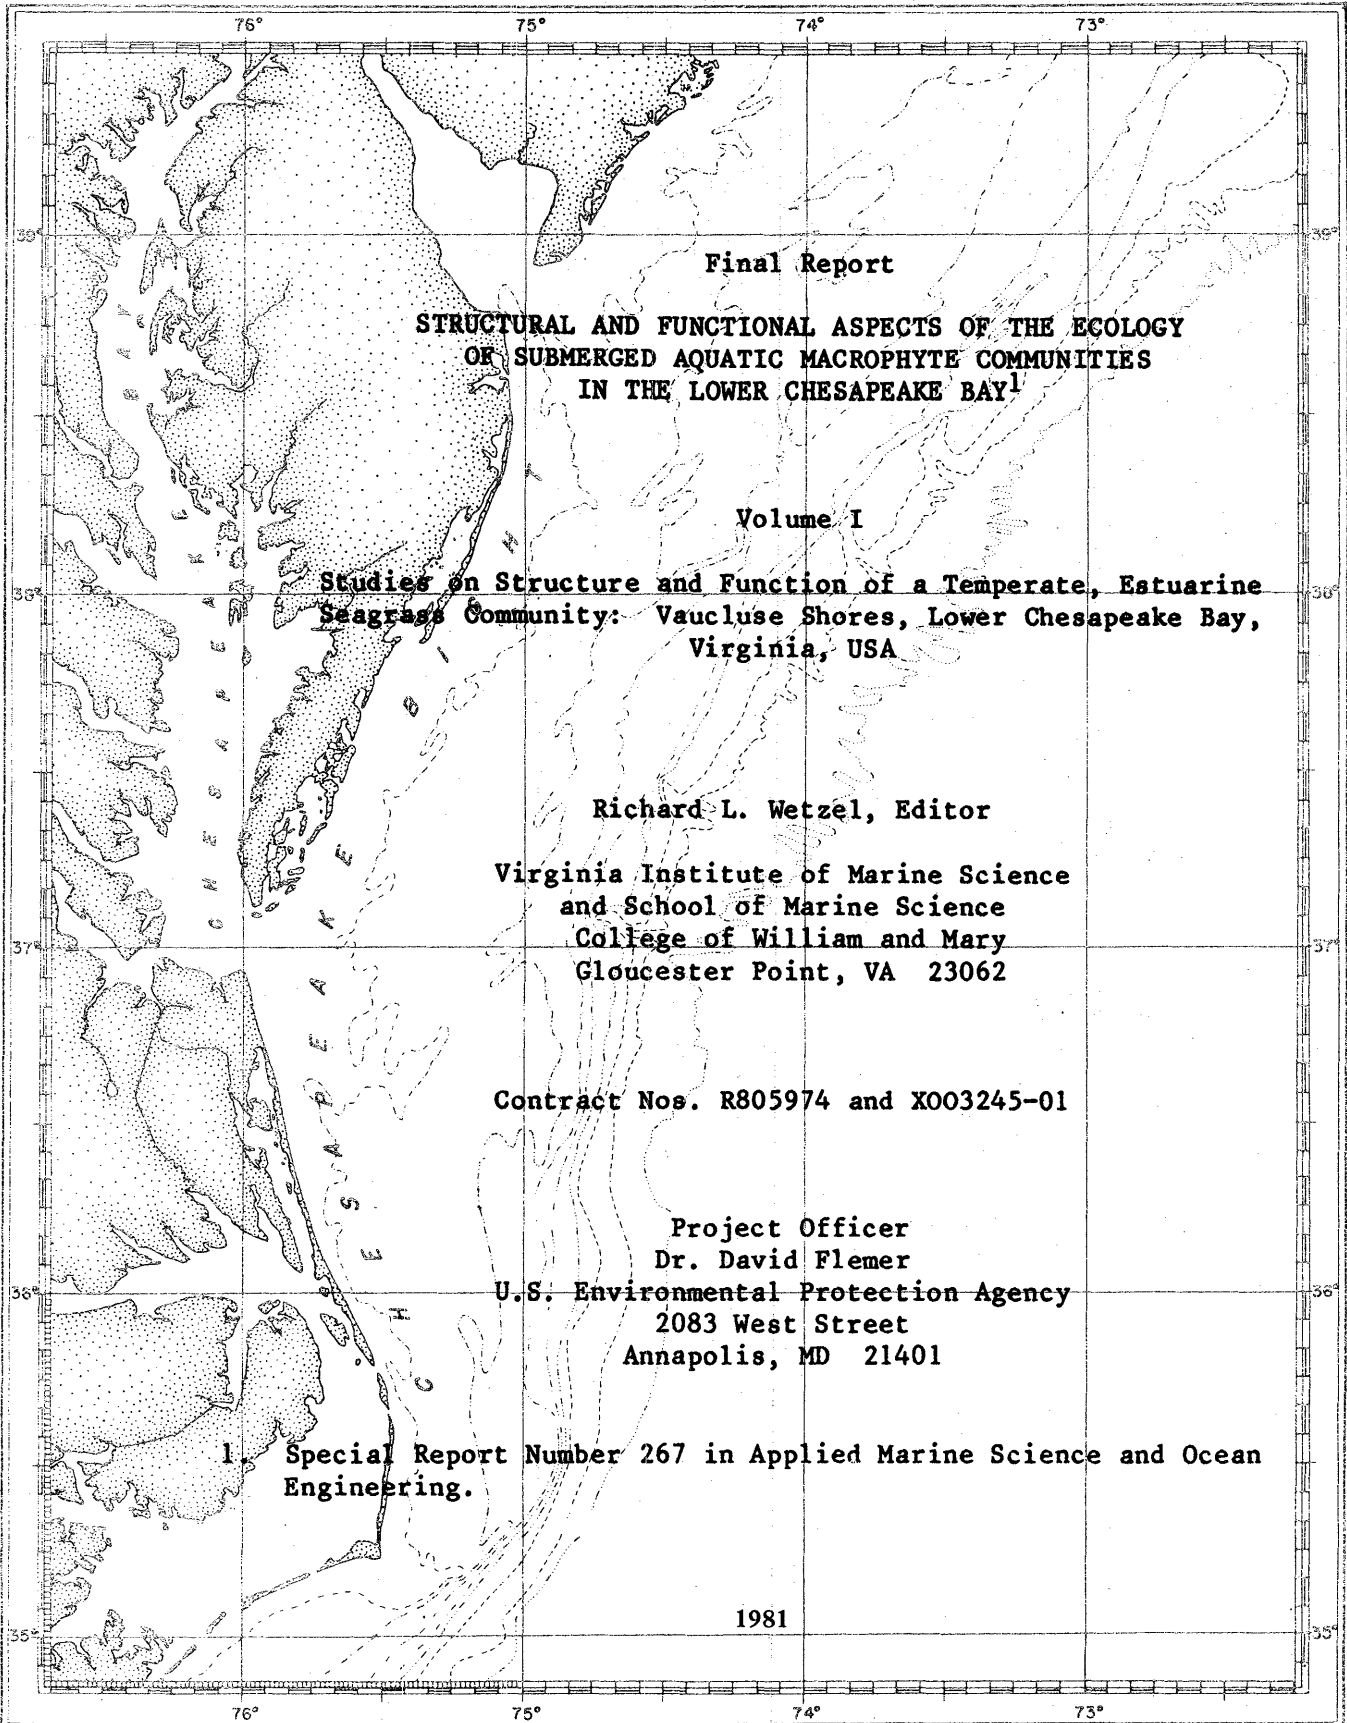 76° 75° 74° 73°
39° 39°
Final Report
STRUCTURAL AND FUNCTIONAL ASPECTS OF THE ECOLOGY
OF SUBMERGED AQUATIC MACROPHYTE COMMUNITIES
IN THE LOWER CHESAPEAKE BAY1
Volume I
38° 38°
Studies on Structure and Function of a Temperate, Estuarine
Seagrass Community: Vaucluse Shores, Lower Chesapeake Bay,
Virginia, USA
CHESAPEAKE BAY
CHESAPEAKE BIGHT
Richard L. Wetzel, Editor
Virginia Institute of Marine Science
and School of Marine Science
College of William and Mary
37° 37°
Gloucester Point, VA 23062
Contract Nos. R805974 and X003245-01
Project Officer
Dr. David Flemer
U.S. Environmental Protection Agency
36° 36°
2083 West Street
Annapolis, MD 21401
1. Special Report Number 267 in Applied Marine Science and Ocean
Engineering.
1981
35° 35°
76° 75° 74° 73°